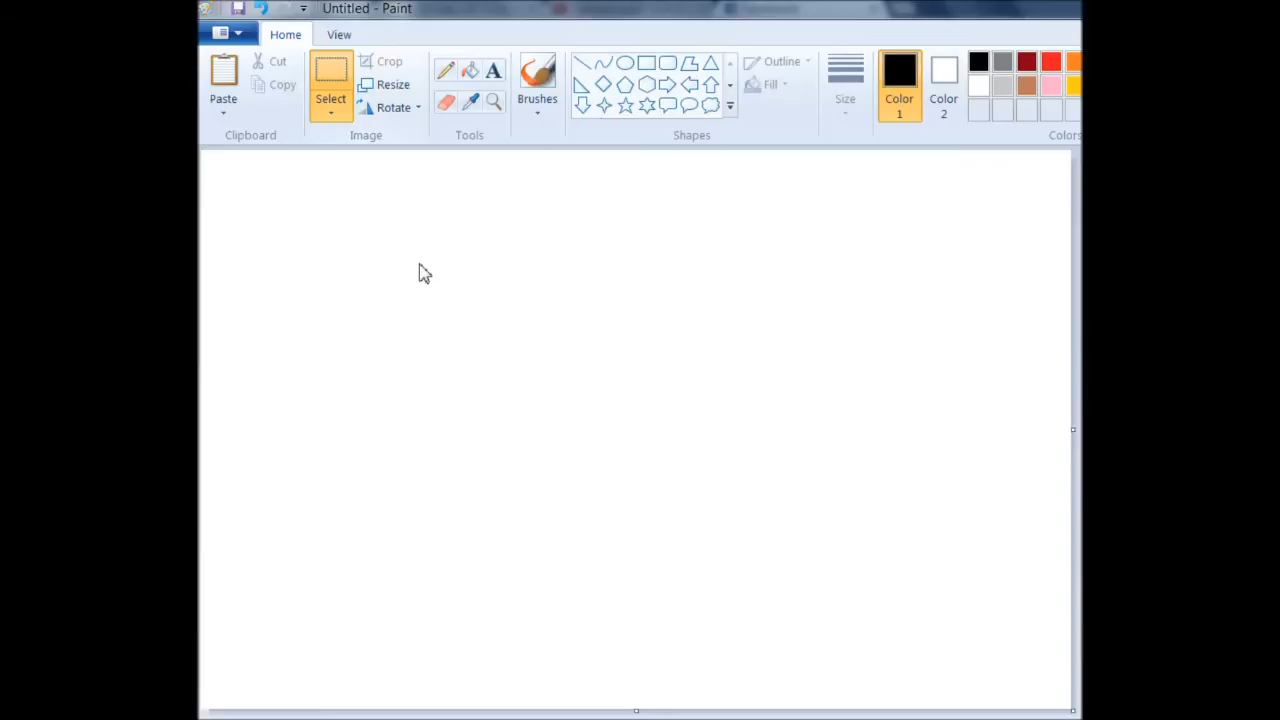 Untitled - Paint
Home View
Cut
Copy
Paste
Clipboard
Select
Crop
Resize
Rotate
Image
A
Tools
Brushes
Shapes
Outline
Fill
Size
Color 1
Color 2
Colors